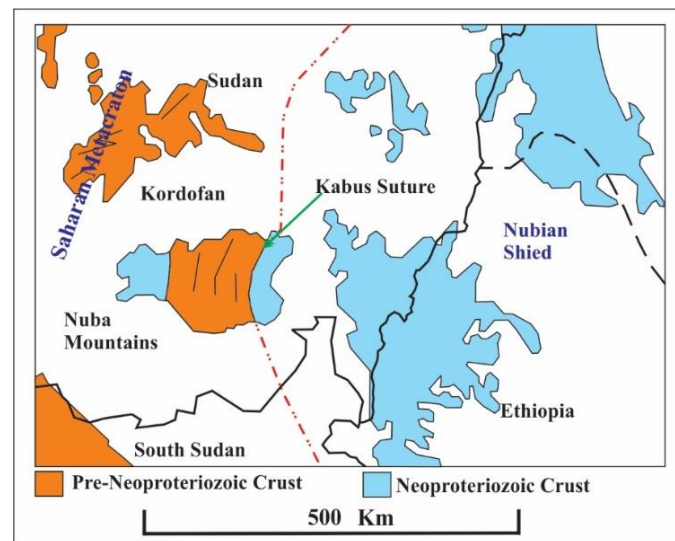 Sudan
Saharan Metacraton
Kordofan
Kabus Suture
Nubian
Shied
Nuba
Mountains
Ethiopia
South Sudan
Pre-Neoproteriozoic Crust
Neoproteriozoic Crust
500 Km